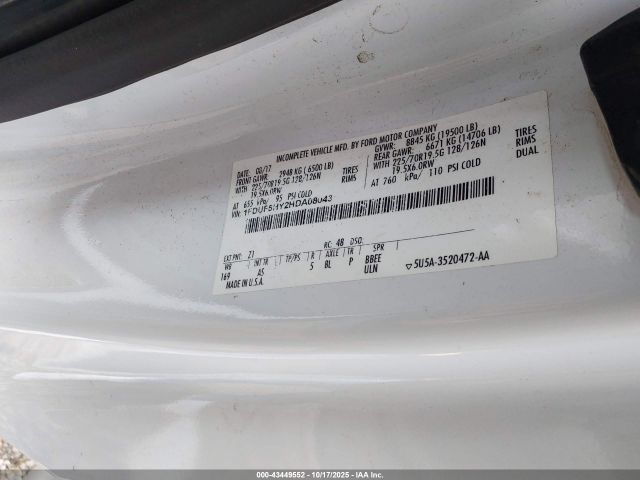 INCOMPLETE VEHICLE MFD. BY FORD MOTOR COMPANY
DATE: 08/17 GVWR: 8845 KG (19500 LB)
FRONT GAWR: 2948 KG (6500 LB) REAR GAWR: 6671 KG (14706 LB)
WITH 225/70R19.5G 128/126N TIRES WITH 225/70R19.5G 128/126N TIRES
19.5X6.0RW RIMS 19.5X6.0RW RIMS
AT 655 kPa/ 95 PSI COLD AT 760 kPa/ 110 PSI COLD DUAL
VIN:
EXT PNT: Z1 RC: 48 DSO:
WB INT TR TP/PS R AXLE TR SPR
169 AS 5 BL P BBEE
MADE IN U.S.A. ULN ▽5U5A-3520472-AA
000-43449552 | 10/17/2025 | IAA Inc.